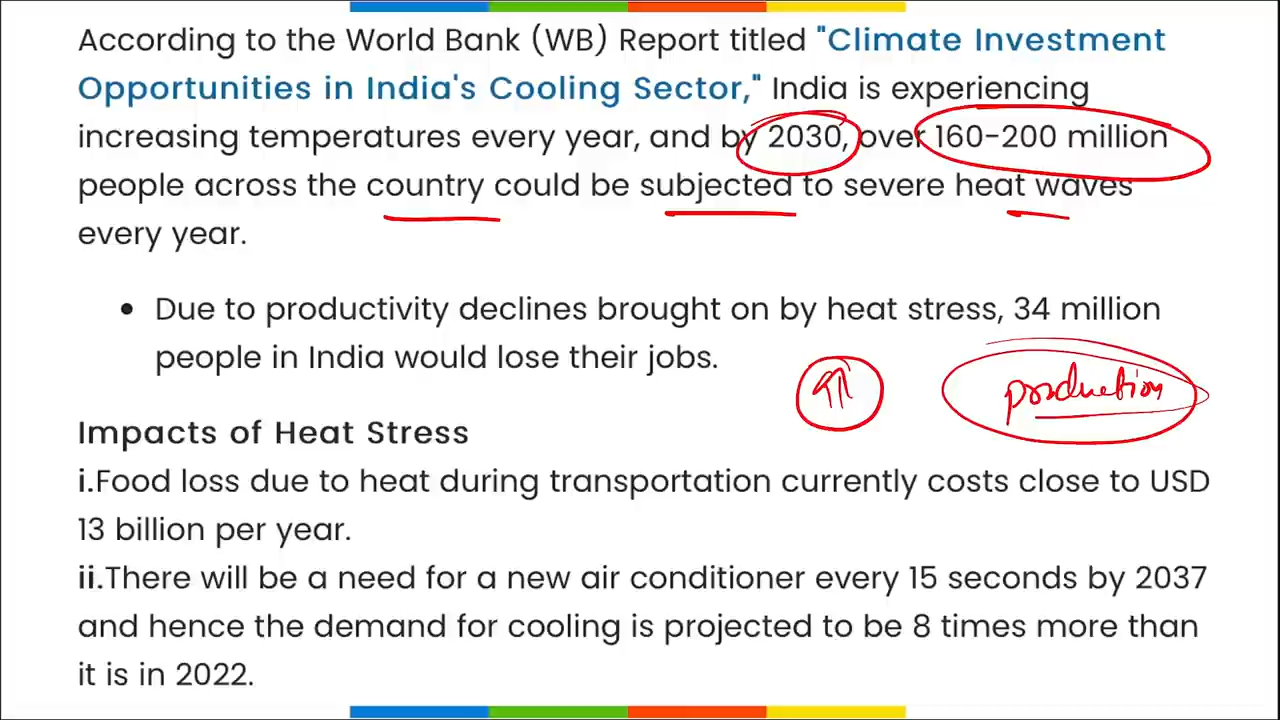 According to the World Bank (WB) Report titled "Climate Investment
Opportunities in India's Cooling Sector," India is experiencing
increasing temperatures every year, and by 2030, over 160-200 million
people across the country could be subjected to severe heat waves
every year.
• Due to productivity declines brought on by heat stress, 34 million
people in India would lose their jobs.
production
Impacts of Heat Stress
i.Food loss due to heat during transportation currently costs close to USD
13 billion per year.
ii.There will be a need for a new air conditioner every 15 seconds by 2037
and hence the demand for cooling is projected to be 8 times more than
it is in 2022.